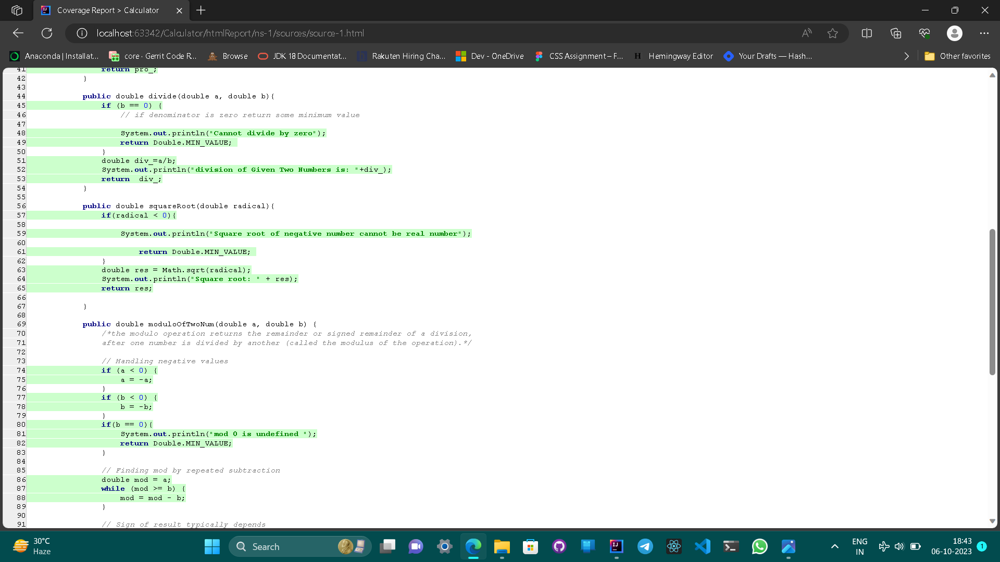 Coverage Report > Calculator
localhost:63342/Calculator/htmlReport/ns-1/sources/source-1.html
Anaconda | Installat... core · Gerrit Code R... Browse JDK 18 Documentat... Rakuten Hiring Cha... Dev - OneDrive CSS Assignment – F... H Hemingway Editor Your Drafts — Hash... Other favorites
41 return pro_;
42 }
43
44 public double divide(double a, double b){
45 if (b == 0) {
46 // if denominator is zero return some minimum value
47
48 System.out.println("Cannot divide by zero");
49 return Double.MIN_VALUE;
50 }
51 double div_=a/b;
52 System.out.println("division of Given Two Numbers is: "+div_);
53 return  div_;
54 }
55
56 public double squareRoot(double radical){
57 if(radical < 0){
58
59 System.out.println("Square root of negative number cannot be real number");
60
61 return Double.MIN_VALUE;
62 }
63 double res = Math.sqrt(radical);
64 System.out.println("Square root: " + res);
65 return res;
66
67 }
68
69 public double moduloOfTwoNum(double a, double b) {
70 /*the modulo operation returns the remainder or signed remainder of a division,
71 after one number is divided by another (called the modulus of the operation).*/
72
73 // Handling negative values
74 if (a < 0) {
75 a = -a;
76 }
77 if (b < 0) {
78 b = -b;
79 }
80 if(b == 0){
81 System.out.println("mod 0 is undefined ");
82 return Double.MIN_VALUE;
83 }
84
85 // Finding mod by repeated subtraction
86 double mod = a;
87 while (mod >= b) {
88 mod = mod - b;
89 }
90
91 // Sign of result typically depends
30°C
Haze
Search
ENG
IN
18:43
06-10-2023
1